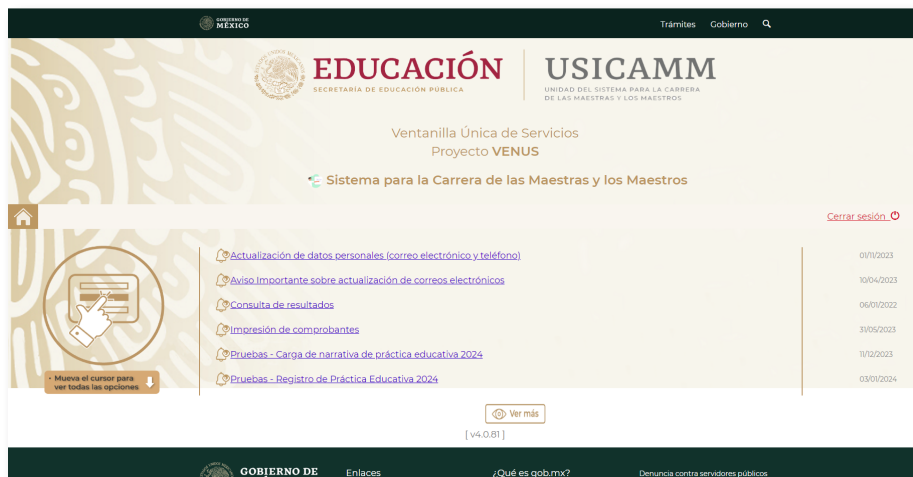 GOBIERNO DE
MÉXICO
Trámites
Gobierno
EDUCACIÓN
SECRETARÍA DE EDUCACIÓN PÚBLICA
USICAMM
UNIDAD DEL SISTEMA PARA LA CARRERA
DE LAS MAESTRAS Y LOS MAESTROS
Ventanilla Única de Servicios
Proyecto VENUS
Sistema para la Carrera de las Maestras y los Maestros
Cerrar sesión
Actualización de datos personales (correo electrónico y teléfono) 01/11/2023
Aviso Importante sobre actualización de correos electrónicos 10/04/2023
Consulta de resultados 06/01/2022
Impresión de comprobantes 31/05/2023
Pruebas - Carga de narrativa de práctica educativa 2024 11/12/2023
Pruebas - Registro de Práctica Educativa 2024 03/01/2024
• Mueva el cursor para
ver todas las opciones
Ver más
[ v4.0.81 ]
GOBIERNO DE
Enlaces
¿Qué es gob.mx?
Denuncia contra servidores públicos